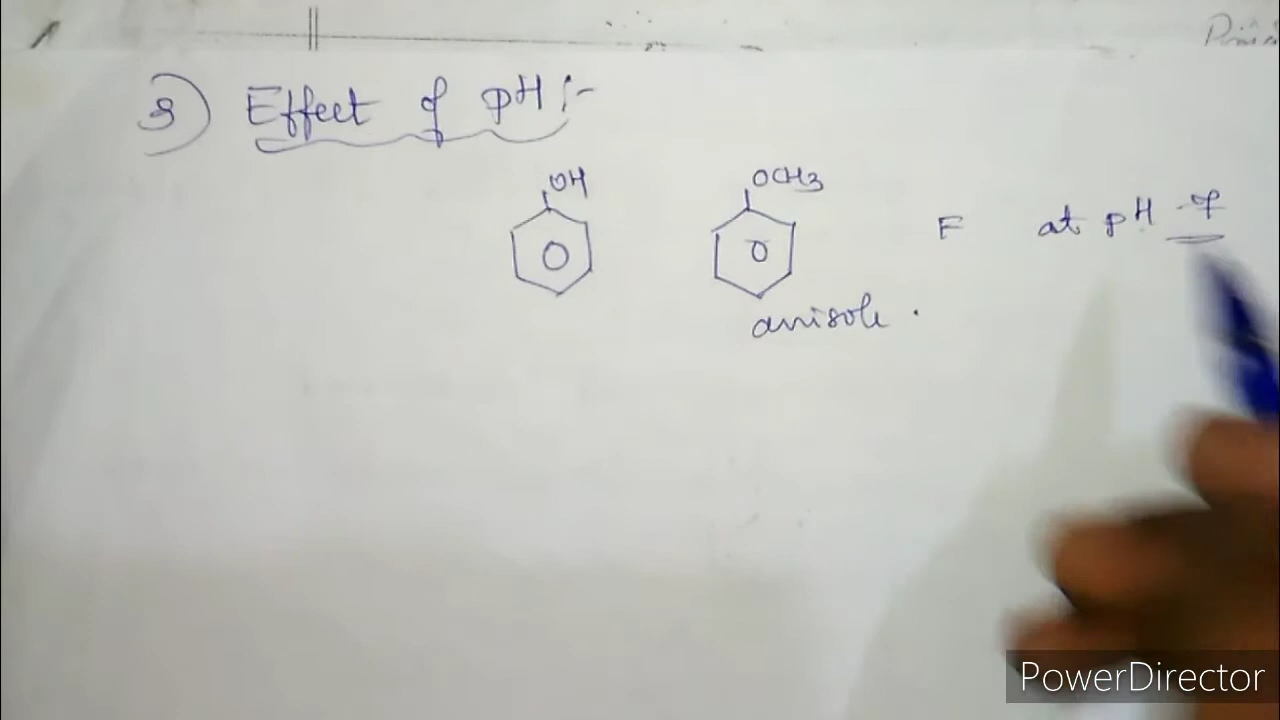 3) Effect of pH :-
OH
OCH3
F at pH 7
anisole .
PowerDirector